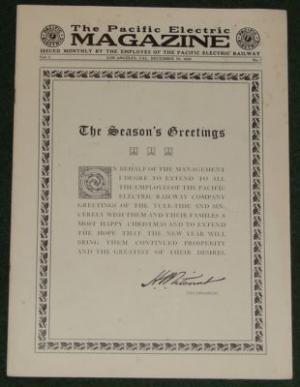 The Pacific Electric
MAGAZINE
ISSUED MONTHLY BY THE EMPLOYES OF THE PACIFIC ELECTRIC RAILWAY
LOS ANGELES, CAL. DECEMBER
The Season's Greetings
ON BEHALF OF THE MANAGEMENT
I DESIRE TO EXTEND TO ALL
THE EMPLOYES OF THE PACIFIC
ELECTRIC RAILWAY COMPANY
GREETINGS OF THE YULE-TIDE AND SIN-
CERELY WISH THEM AND THEIR FAMILIES A
MOST HAPPY CHRISTMAS AND TO EXTEND
THE HOPE THAT THE NEW YEAR WILL
BRING THEM CONTINUED PROSPERITY
AND THE GREATEST OF THEIR DESIRES.